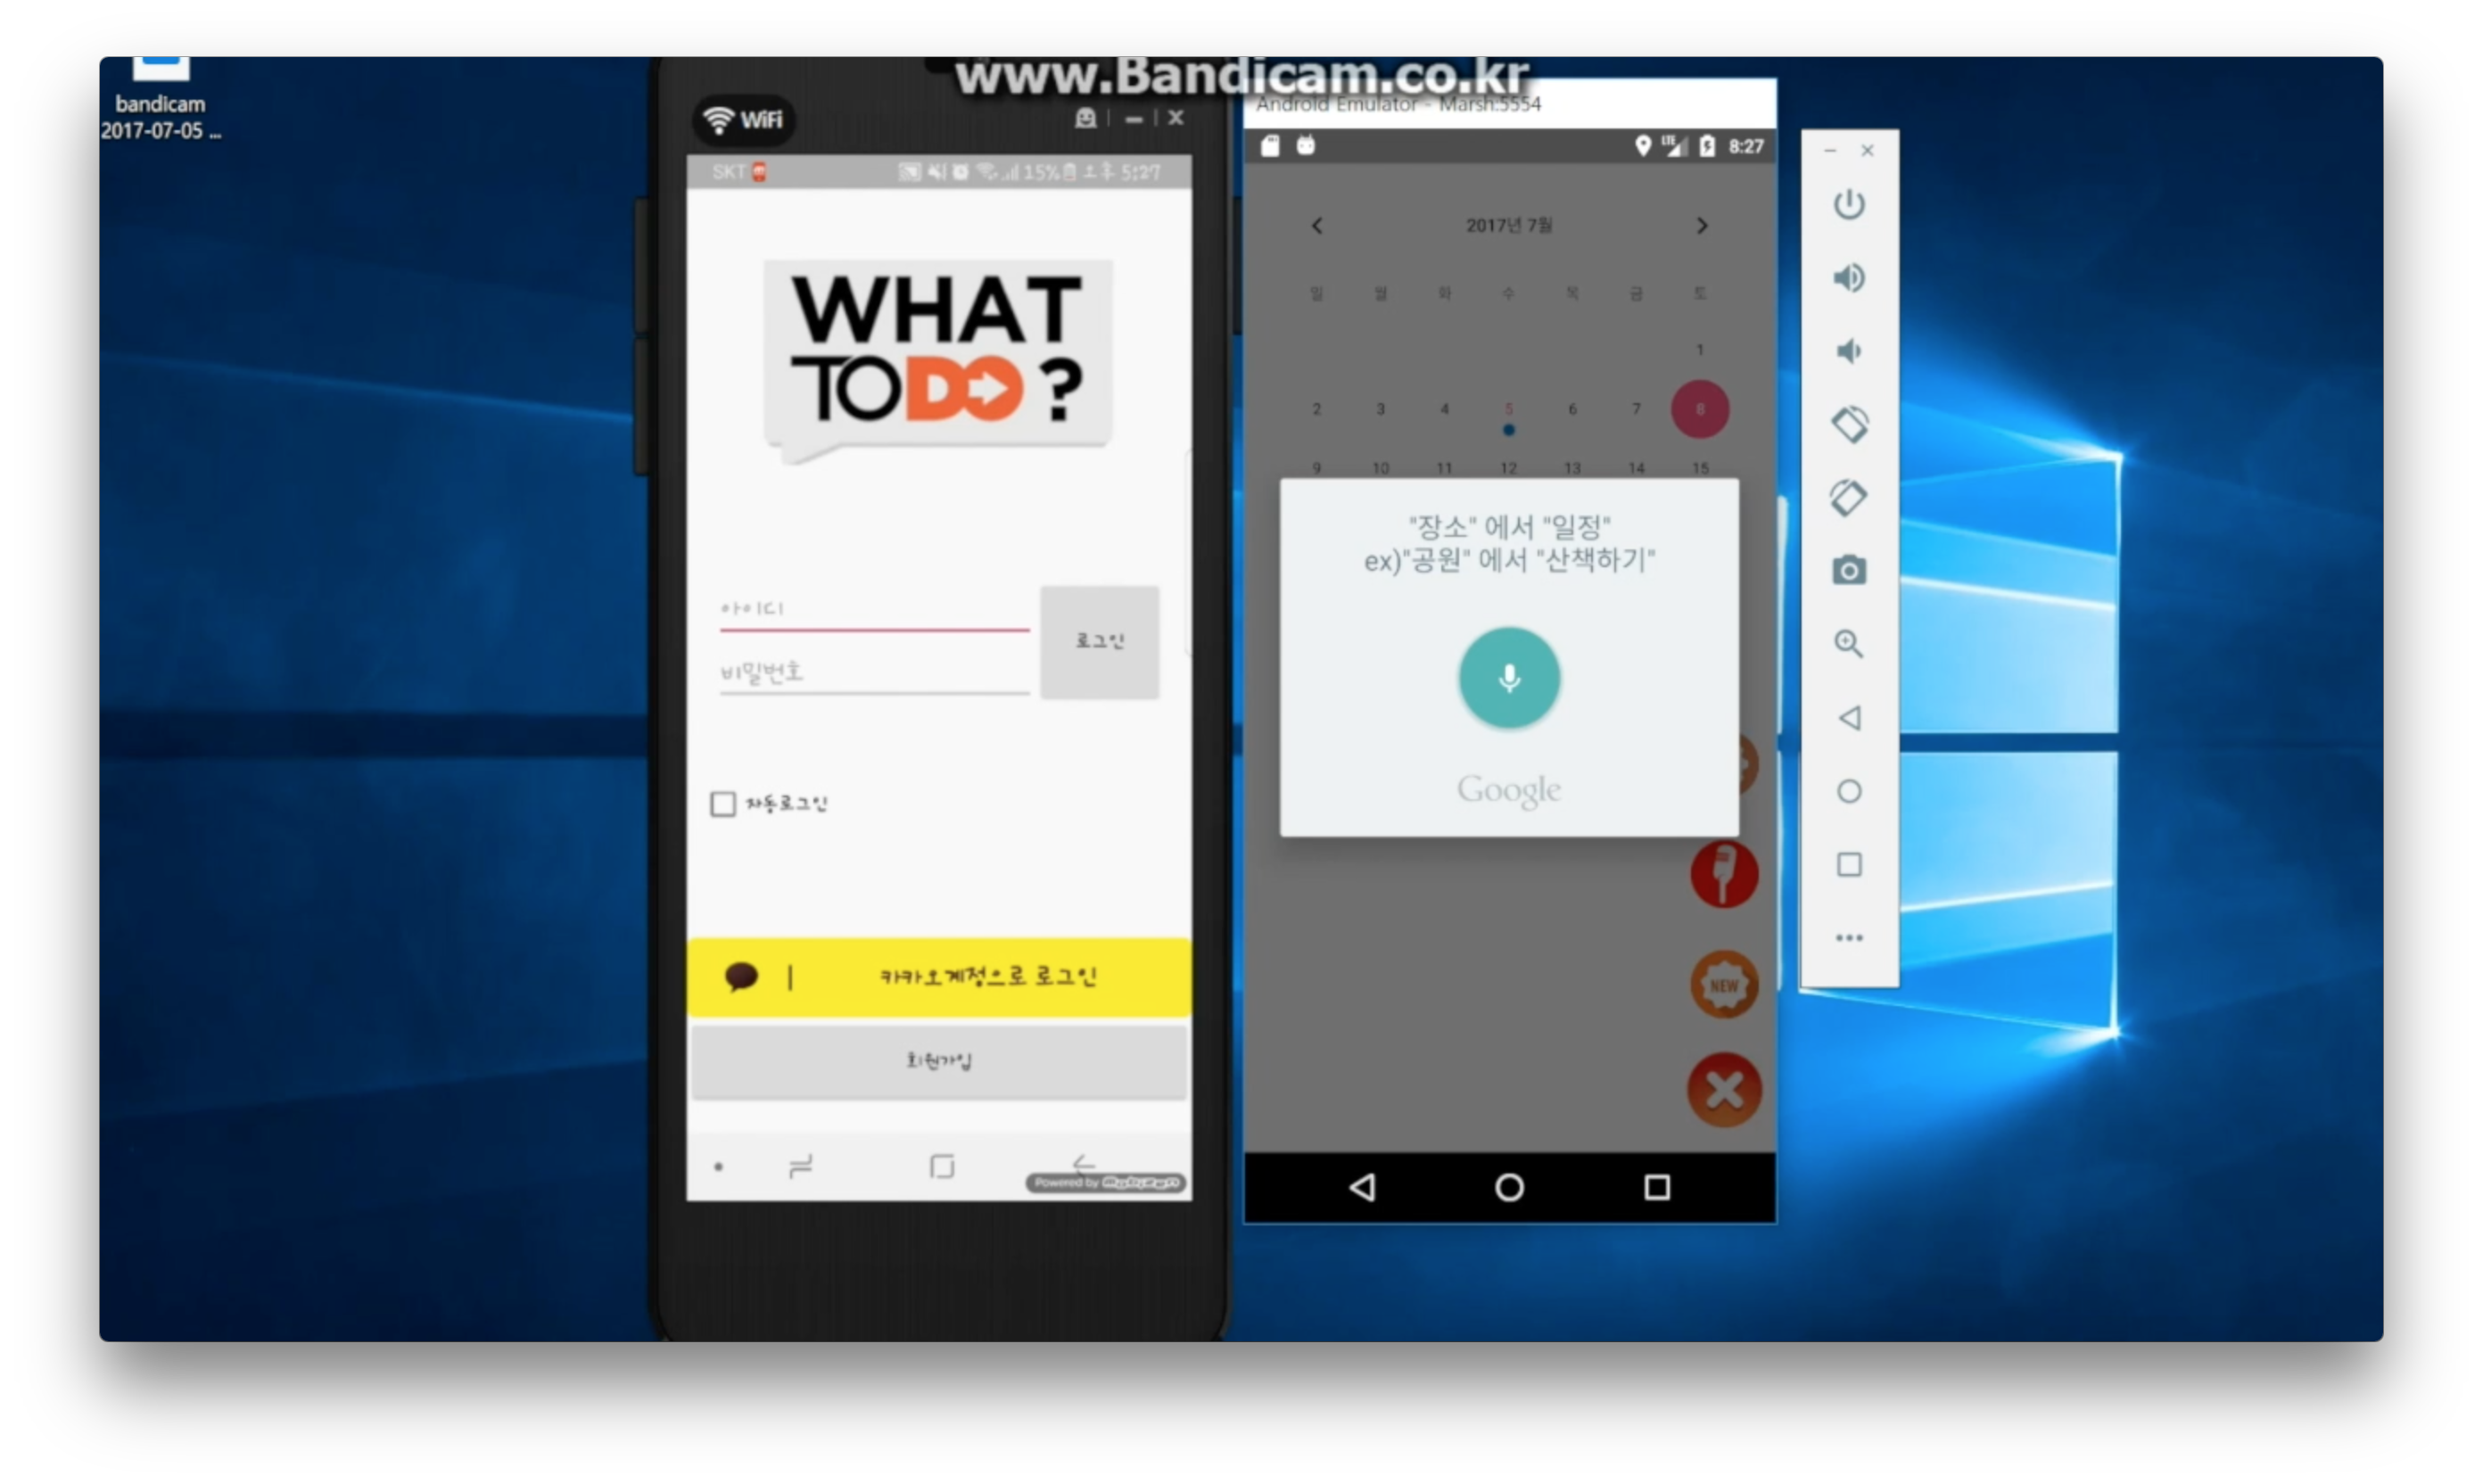 www.Bandicam.co.kr
bandicam
2017-07-05 ...
WiFi
SKT
15% 오후 5:27
WHAT
TODO?
아이디
비밀번호
로그인
자동로그인
카카오계정으로 로그인
회원가입
Powered by
Android Emulator - Marsh:5554
LTE
8:27
2017년 7월
일 월 화 수 목 금 토
1
2 3 4 5 6 7 8
9 10 11 12 13 14 15
"장소" 에서 "일정"
ex)"공원" 에서 "산책하기"
Google
NEW